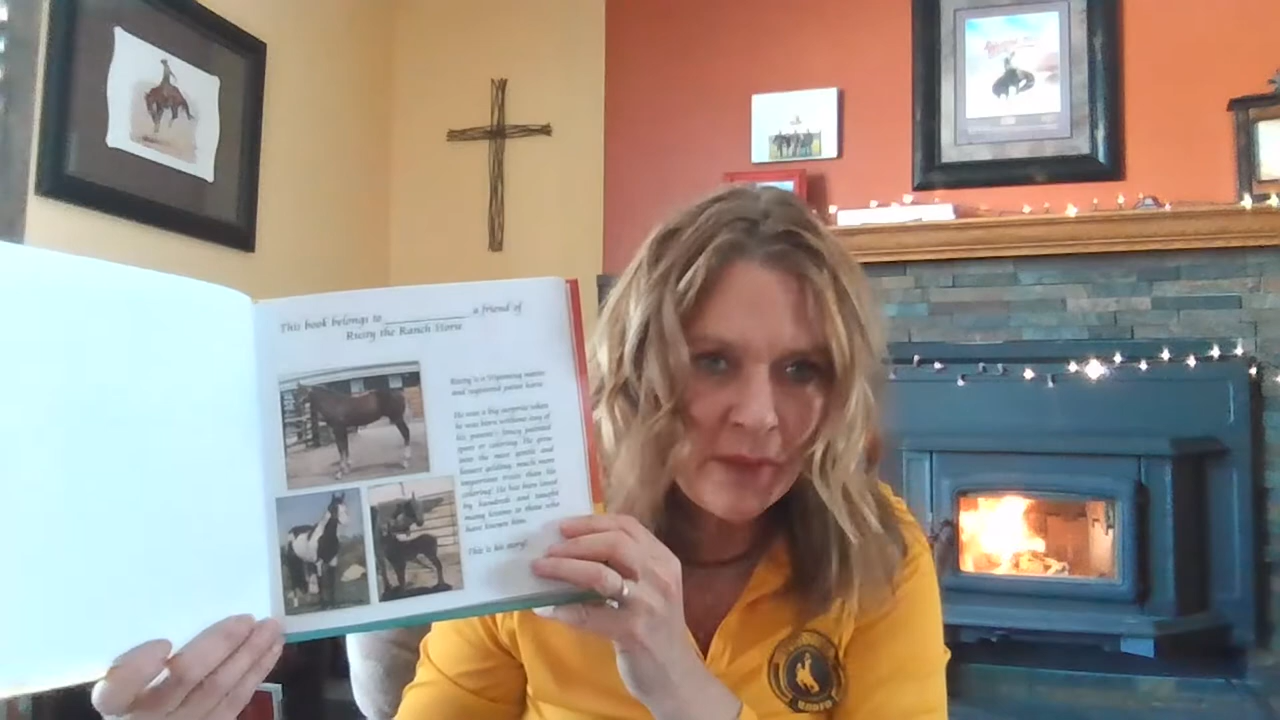 This book belongs to ____________ a friend of
Rusty the Ranch Horse
Rusty is a Wyoming native
and registered paint horse.
He was a big surprise when
he was born without any of
his parent's fancy painted
spots or coloring. He grew
into the most gentle and
honest gelding, much more
important traits than his
coloring! He has been loved
by hundreds and taught
many lessons to those who
have known him.
This is his story!